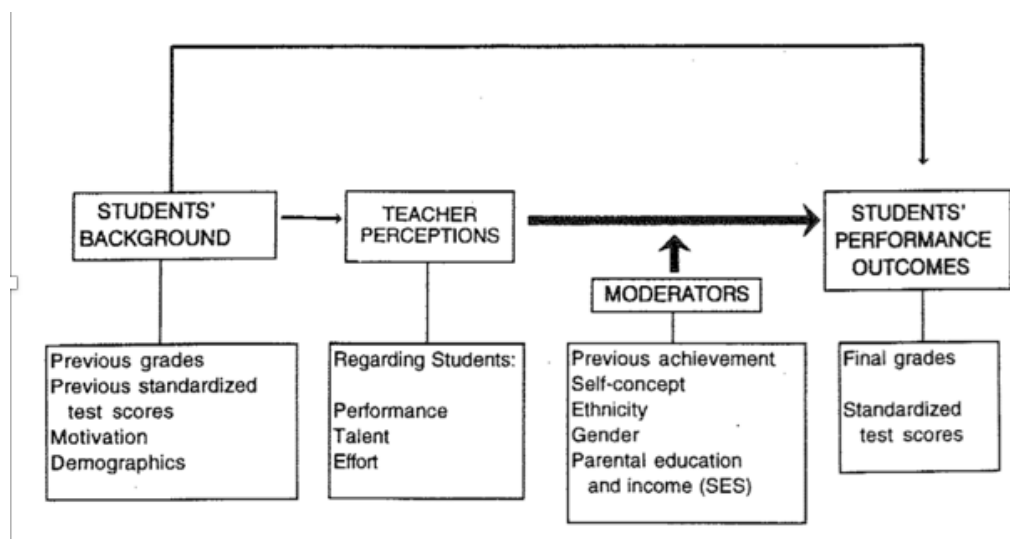 STUDENTS'
BACKGROUND
TEACHER
PERCEPTIONS
STUDENTS'
PERFORMANCE
OUTCOMES
MODERATORS
Previous grades
Previous standardized
test scores
Motivation
Demographics
Regarding Students:
Performance
Talent
Effort
Previous achievement
Self-concept
Ethnicity
Gender
Parental education
and income (SES)
Final grades
Standardized
test scores